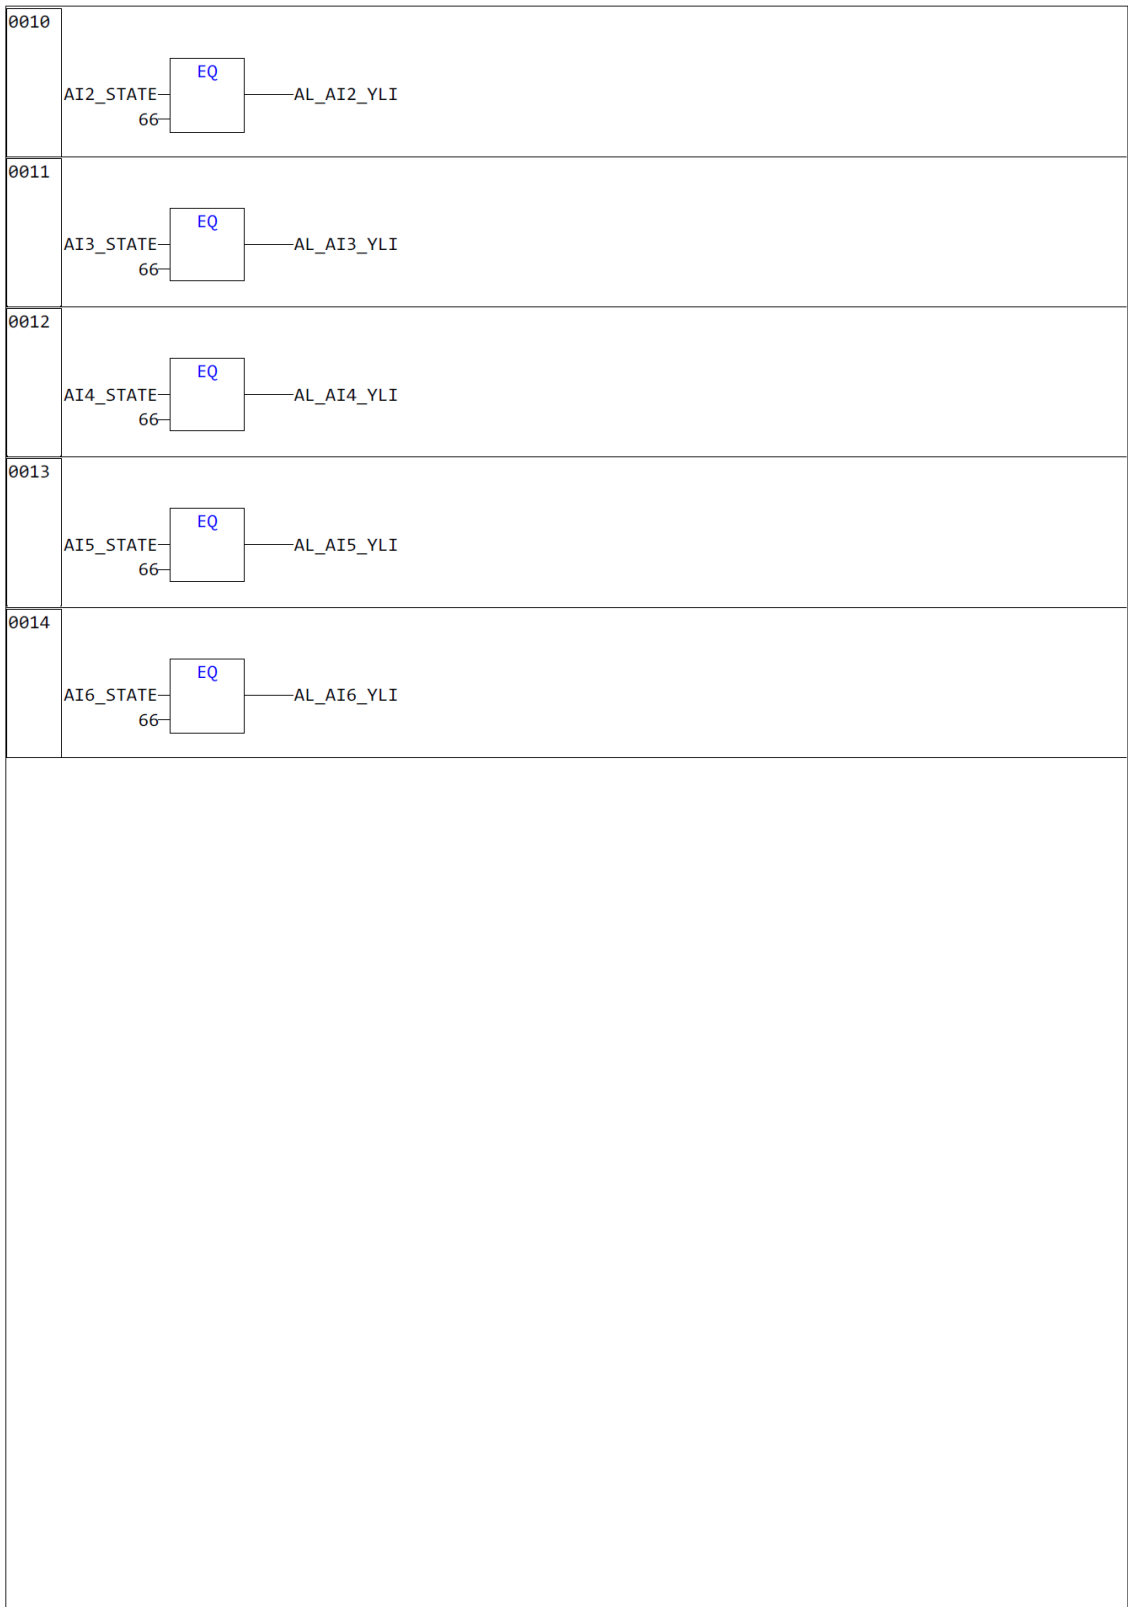 0010
EQ
AI2_STATE AL_AI2_YLI
66
0011
EQ
AI3_STATE AL_AI3_YLI
66
0012
EQ
AI4_STATE AL_AI4_YLI
66
0013
EQ
AI5_STATE AL_AI5_YLI
66
0014
EQ
AI6_STATE AL_AI6_YLI
66